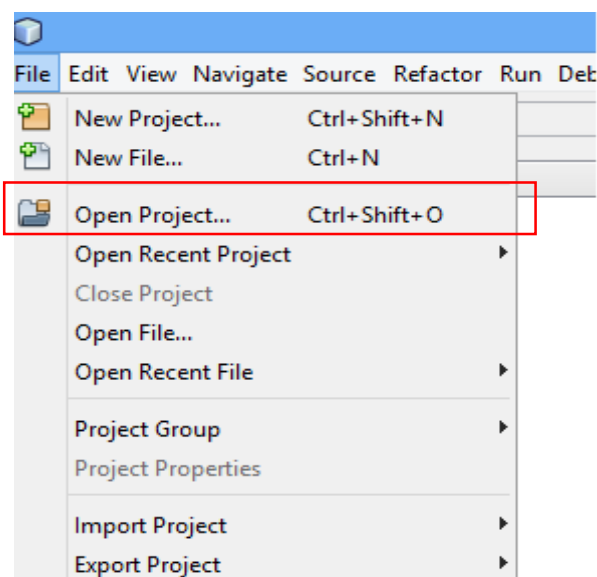 File Edit View Navigate Source Refactor Run Deb
New Project... Ctrl+Shift+N
New File... Ctrl+N
Open Project... Ctrl+Shift+O
Open Recent Project
Close Project
Open File...
Open Recent File
Project Group
Project Properties
Import Project
Export Project